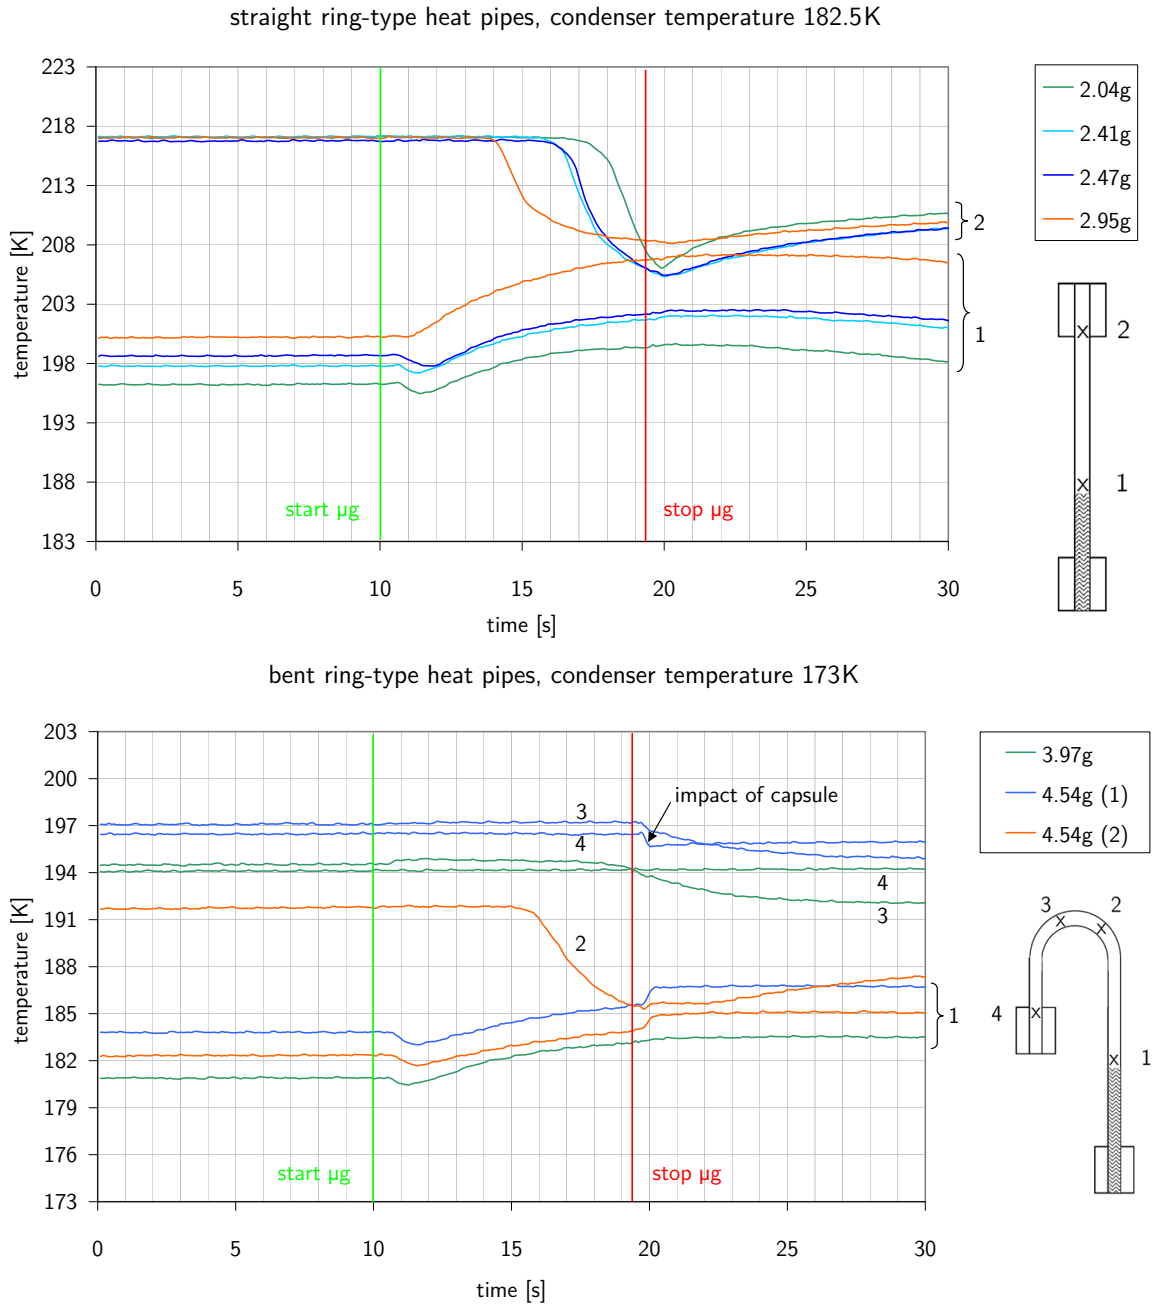 straight ring-type heat pipes, condenser temperature 182.5K
223
218
213
208
203
198
193
188
183
temperature [K]
start µg
stop µg
0 5 10 15 20 25 30
time [s]
2
1
2.04g
2.41g
2.47g
2.95g
2
1
bent ring-type heat pipes, condenser temperature 173K
203
200
197
194
191
188
185
182
179
176
173
temperature [K]
impact of capsule
3
4
4
3
2
1
start µg
stop µg
0 5 10 15 20 25 30
time [s]
3.97g
4.54g (1)
4.54g (2)
3 2
4
1